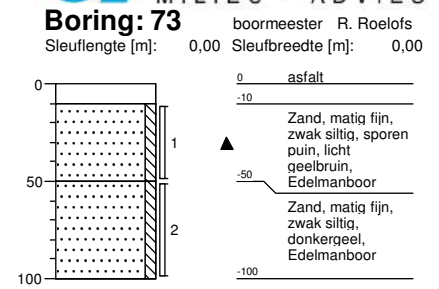 MILIEU - ADVIES
Boring: 73 boormeester R. Roelofs
Sleuflengte [m]: 0,00 Sleufbreedte [m]: 0,00
0 0 asfalt
-10
Zand, matig fijn,
zwak siltig, sporen
1 puin, licht
geelbruin,
50 -50 Edelmanboor
Zand, matig fijn,
zwak siltig,
2 donkergeel,
Edelmanboor
100 -100